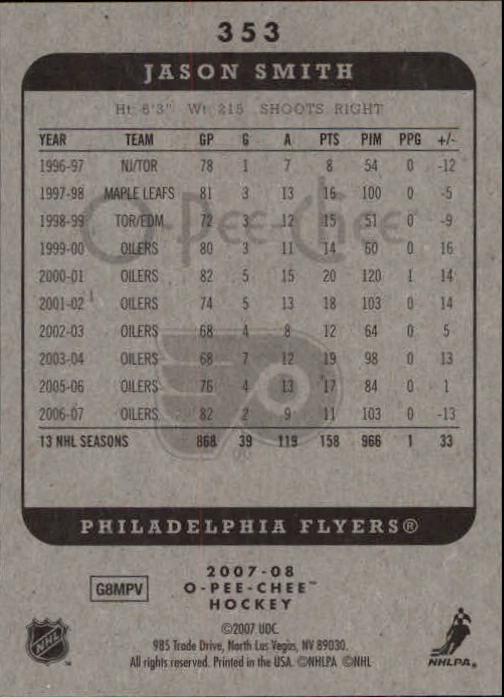 353
JASON SMITH
Ht: 6'3" Wt: 215 SHOOTS RIGHT
YEAR TEAM GP G A PTS PIM PPG +/-
1996-97 NJ/TOR 78 1 7 8 54 0 -12
1997-98 MAPLE LEAFS 81 3 13 16 100 0 -5
1998-99 TOR/EDM 72 3 12 15 51 0 -9
O-Pee-Chee
1999-00 OILERS 80 3 11 14 60 0 16
2000-01 OILERS 82 5 15 20 120 1 14
2001-02 OILERS 74 5 13 18 103 0 14
2002-03 OILERS 68 4 8 12 64 0 5
2003-04 OILERS 68 7 12 19 98 0 13
2005-06 OILERS 76 4 13 17 84 0 1
2006-07 OILERS 82 2 9 11 103 0 -13
13 NHL SEASONS 868 39 119 158 966 1 33
PHILADELPHIA FLYERS®
2007-08
G8MPV O-PEE-CHEE™
HOCKEY
©2007 UDC.
985 Trade Drive, North Las Vegas, NV 89030.
All rights reserved. Printed in the USA. ©NHLPA ©NHL
NHL
NHLPA®